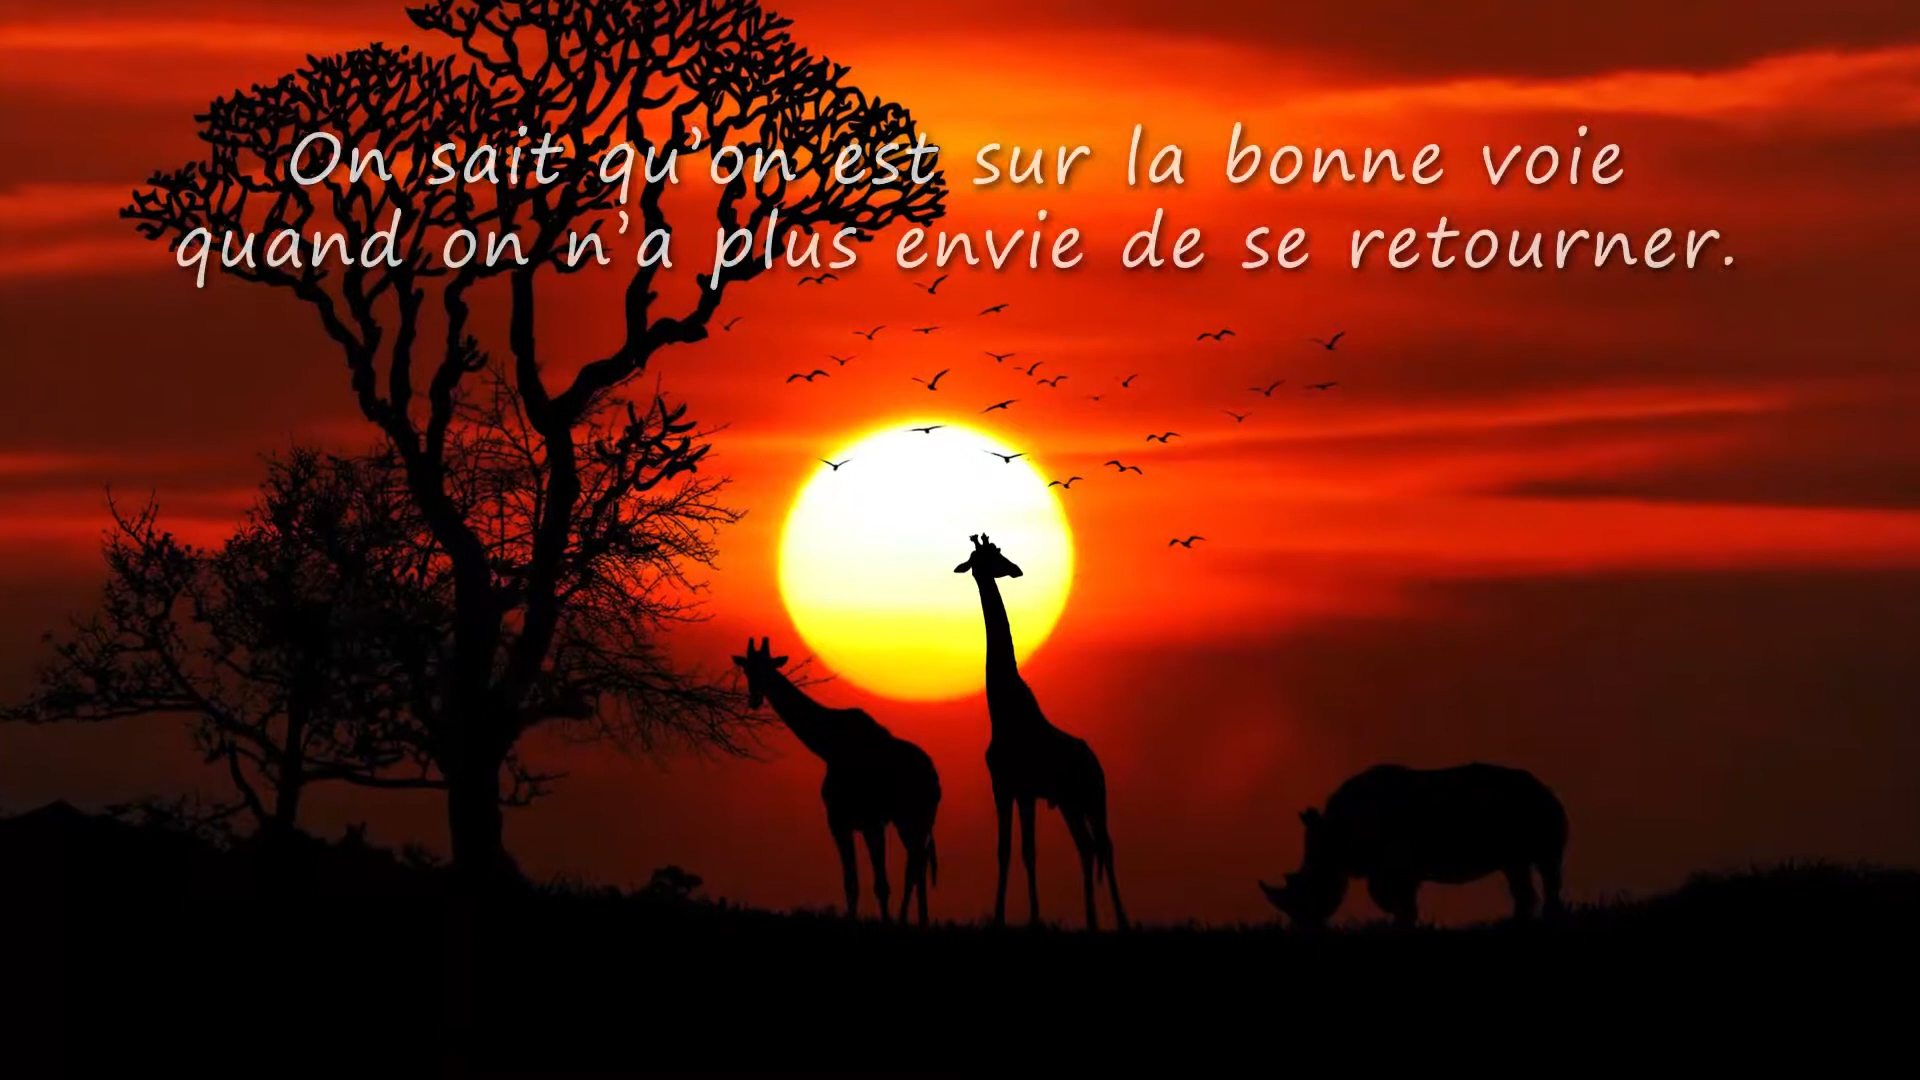 On sait qu’on est sur la bonne voie
quand on n’a plus envie de se retourner.